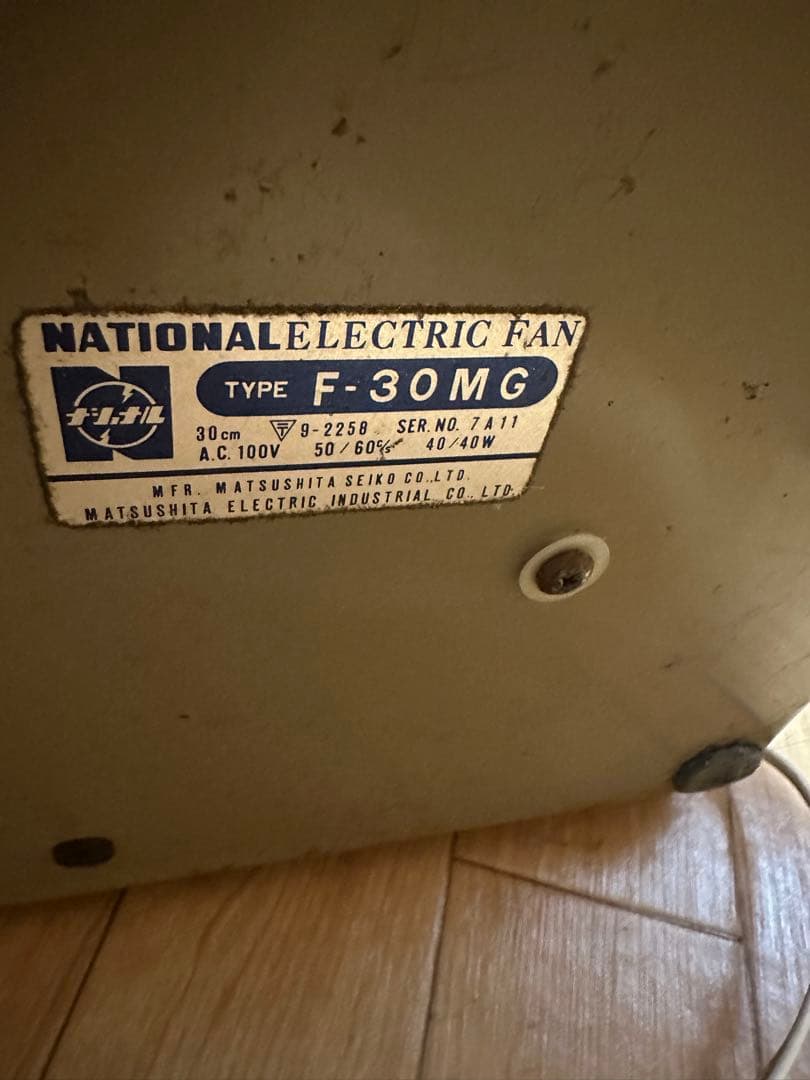 NATIONAL ELECTRIC FAN
ナショナル
TYPE F-30MG
30cm 〒 9-2258 SER. NO. 7A11
A.C. 100V 50/60c/s 40/40W
MFR. MATSUSHITA SEIKO CO., LTD.
MATSUSHITA ELECTRIC INDUSTRIAL CO., LTD.